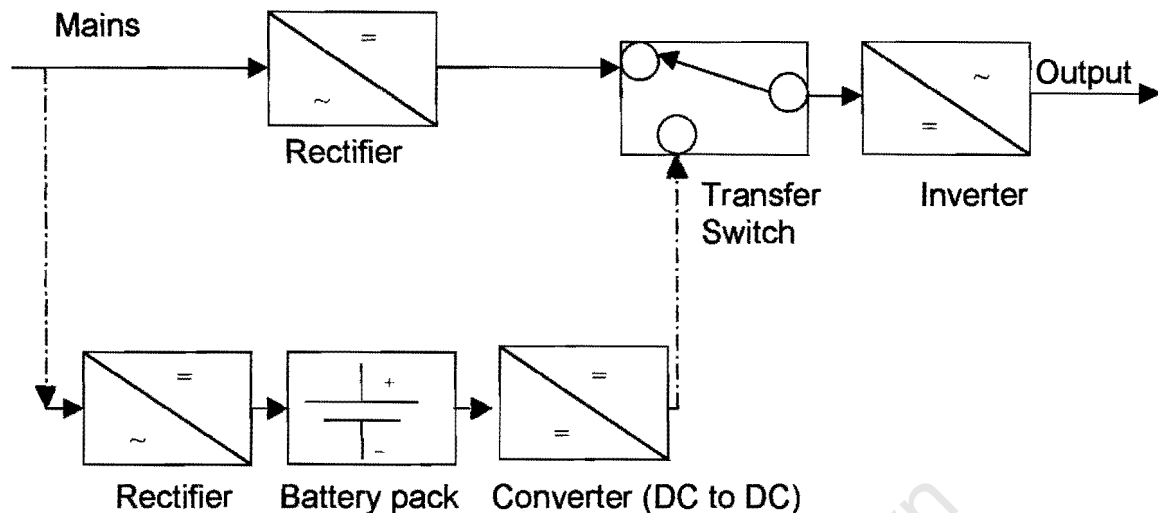 Mains
=
~
Rectifier
Transfer
Switch
~
=
Inverter
Output
=
~
Rectifier
+
-
Battery pack
=
=
Converter (DC to DC)